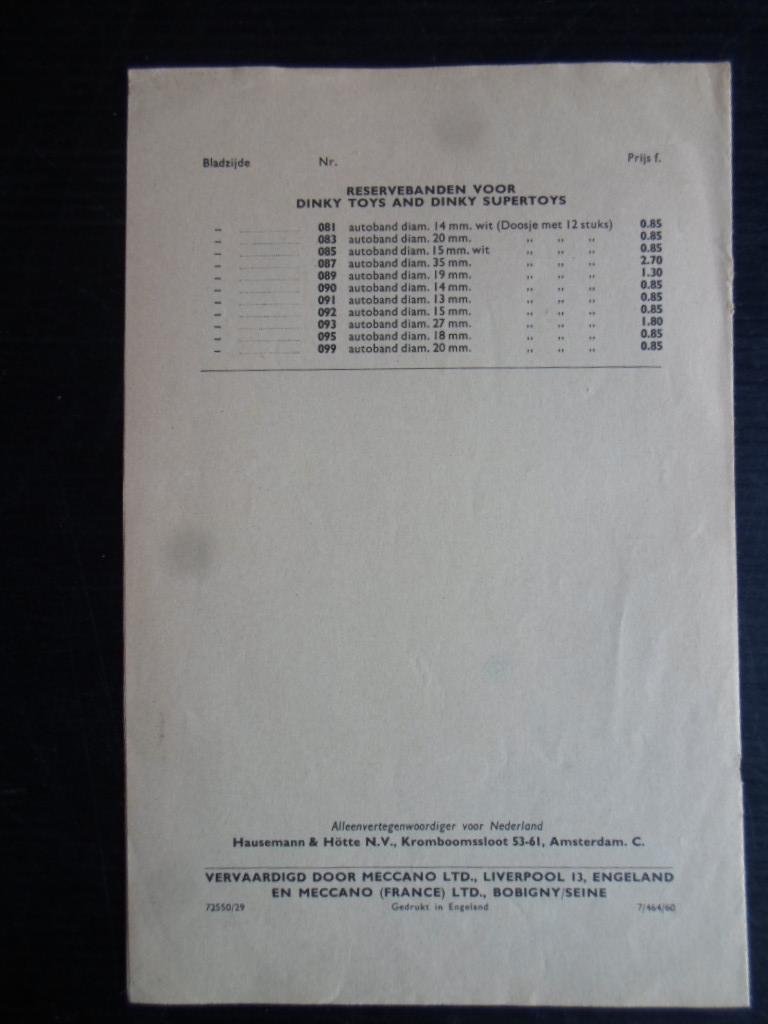 Bladzijde Nr. Prijs f.
RESERVEBANDEN VOOR
DINKY TOYS AND DINKY SUPERTOYS
„ .................... 081 autoband diam. 14 mm. wit (Doosje met 12 stuks) 0.85
„ .................... 083 autoband diam. 20 mm. „ „ „ 0.85
„ .................... 085 autoband diam. 15 mm. wit „ „ „ 0.85
„ .................... 087 autoband diam. 35 mm. „ „ „ 2.70
„ .................... 089 autoband diam. 19 mm. „ „ „ 1.30
„ .................... 090 autoband diam. 14 mm. „ „ „ 0.85
„ .................... 091 autoband diam. 13 mm. „ „ „ 0.85
„ .................... 092 autoband diam. 15 mm. „ „ „ 0.85
„ .................... 093 autoband diam. 27 mm. „ „ „ 1.80
„ .................... 095 autoband diam. 18 mm. „ „ „ 0.85
„ .................... 099 autoband diam. 20 mm. „ „ „ 0.85
Alleenvertegenwoordiger voor Nederland
Hausemann & Hötte N.V., Kromboomssloot 53-61, Amsterdam. C.
VERVAARDIGD DOOR MECCANO LTD., LIVERPOOL 13, ENGELAND
EN MECCANO (FRANCE) LTD., BOBIGNY/SEINE
72550/29 Gedrukt in Engeland 7/464/60